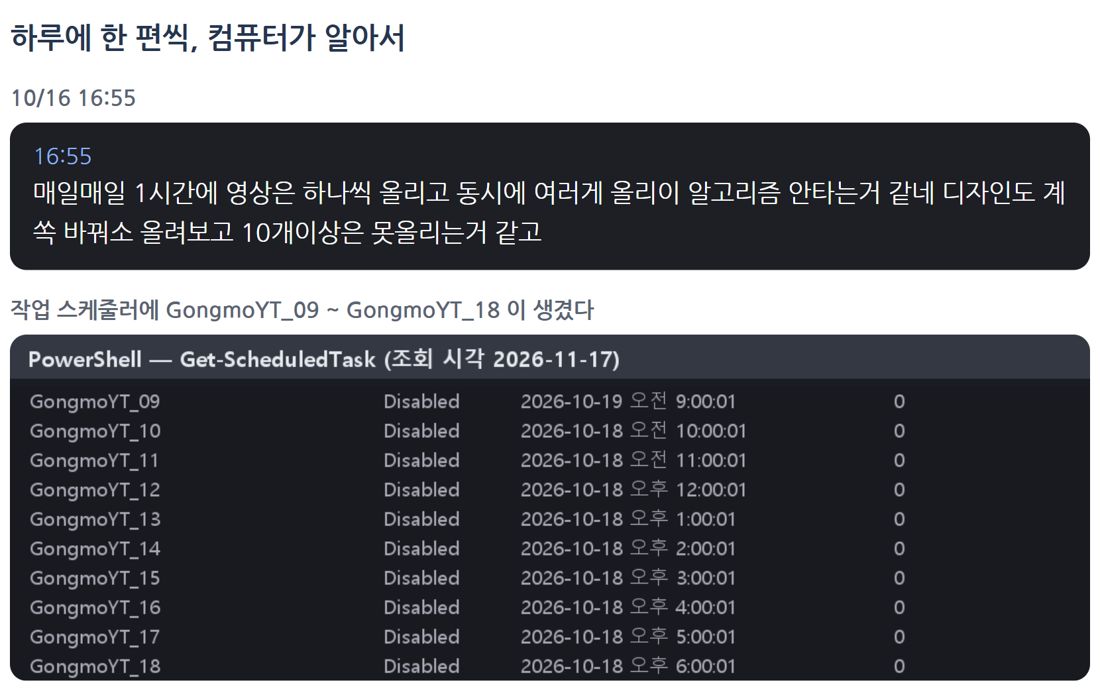 하루에 한 편씩, 컴퓨터가 알아서
10/16 16:55
16:55
매일매일 1시간에 영상은 하나씩 올리고 동시에 여러게 올리이 알고리즘 안타는거 같네 디자인도 계
쏙 바꿔소 올려보고 10개이상은 못올리는거 같고
작업 스케줄러에 GongmoYT_09 ~ GongmoYT_18 이 생겼다
PowerShell — Get-ScheduledTask (조회 시각 2026-11-17)
GongmoYT_09 Disabled 2026-10-19 오전 9:00:01 0
GongmoYT_10 Disabled 2026-10-18 오전 10:00:01 0
GongmoYT_11 Disabled 2026-10-18 오전 11:00:01 0
GongmoYT_12 Disabled 2026-10-18 오후 12:00:01 0
GongmoYT_13 Disabled 2026-10-18 오후 1:00:01 0
GongmoYT_14 Disabled 2026-10-18 오후 2:00:01 0
GongmoYT_15 Disabled 2026-10-18 오후 3:00:01 0
GongmoYT_16 Disabled 2026-10-18 오후 4:00:01 0
GongmoYT_17 Disabled 2026-10-18 오후 5:00:01 0
GongmoYT_18 Disabled 2026-10-18 오후 6:00:01 0